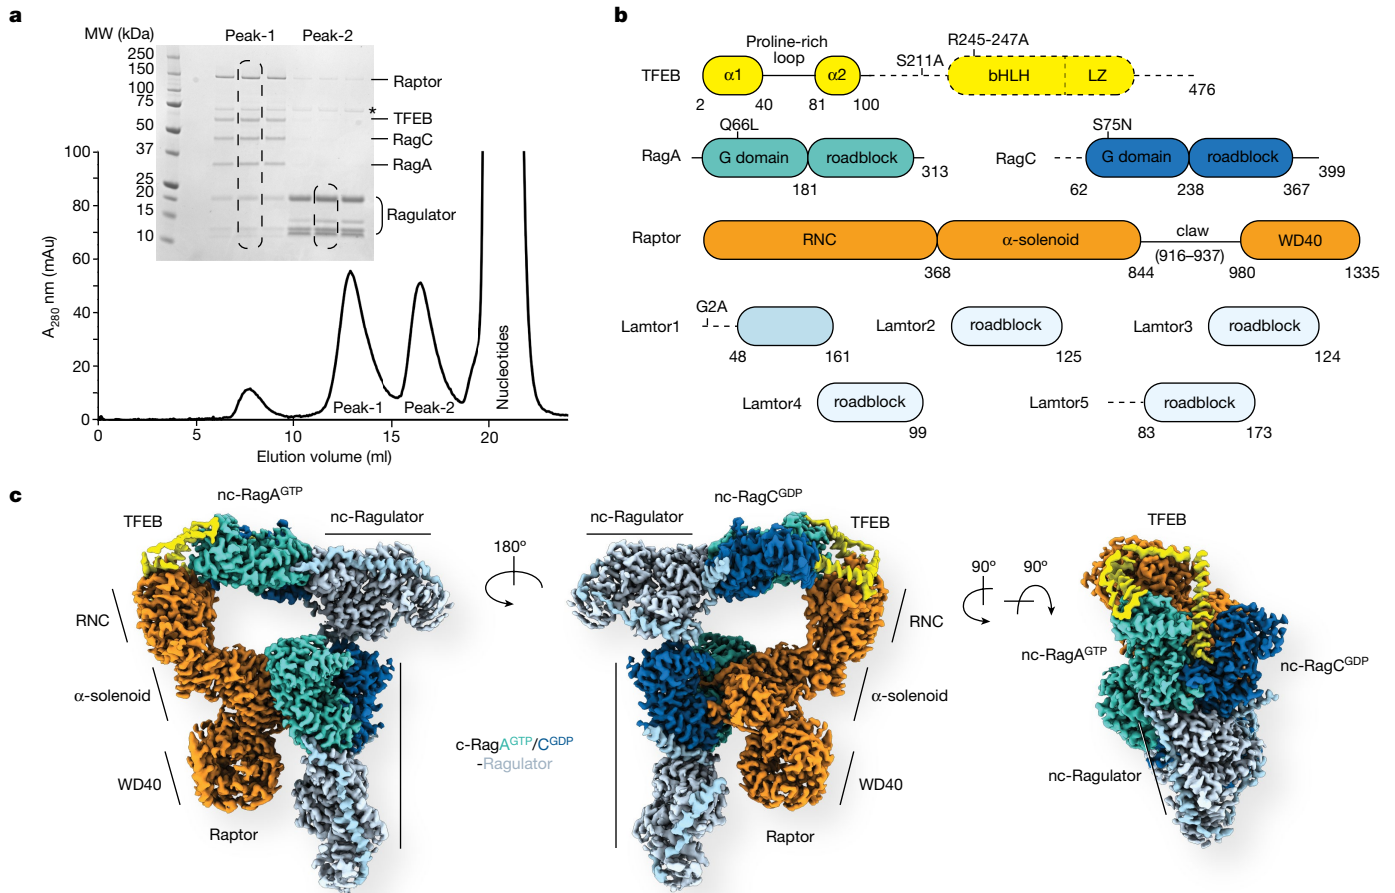 a
MW (kDa)
Peak-1
Peak-2
250
150
100
75
50
37
25
20
15
10
Raptor
*
TFEB
RagC
RagA
Ragulator
100
80
60
40
20
0
A280 nm (mAu)
Peak-1
Peak-2
Nucleotides
0
5
10
15
20
Elution volume (ml)
b
TFEB
α1
Proline-rich
loop
α2
S211A
R245-247A
bHLH
LZ
2
40
81
100
476
RagA
Q66L
G domain
roadblock
181
313
RagC
S75N
G domain
roadblock
62
238
367
399
Raptor
RNC
α-solenoid
claw
(916–937)
WD40
368
844
980
1335
Lamtor1
G2A
48
161
Lamtor2
roadblock
125
Lamtor3
roadblock
124
Lamtor4
roadblock
99
Lamtor5
roadblock
83
173
c
nc-RagAGTP
TFEB
nc-Ragulator
RNC
α-solenoid
WD40
Raptor
180º
c-RagAGTP/CGDP
-Ragulator
nc-RagCGDP
nc-Ragulator
TFEB
RNC
α-solenoid
WD40
Raptor
90º
90º
TFEB
nc-RagAGTP
nc-RagCGDP
nc-Ragulator